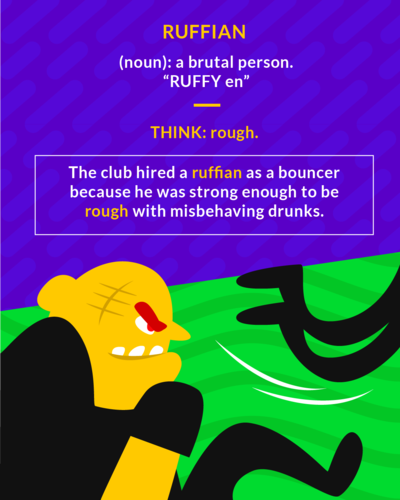 RUFFIAN
(noun): a brutal person.
“RUFFY en”
THINK: rough.
The club hired a ruffian as a bouncer
because he was strong enough to be
rough with misbehaving drunks.